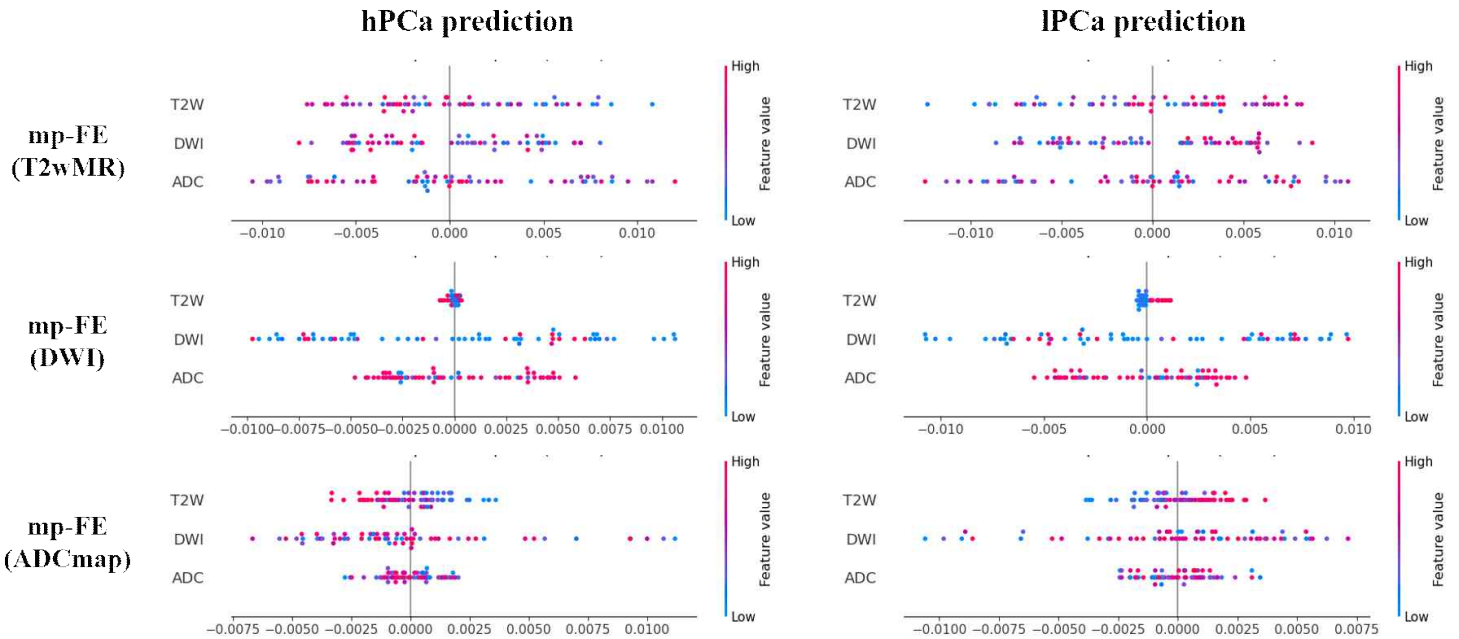 hPCa prediction
lPCa prediction
mp-FE
(T2wMR)
T2W
DWI
ADC
−0.010
−0.005
0.000
0.005
0.010
High
Low
Feature value
T2W
DWI
ADC
−0.010
−0.005
0.000
0.005
0.010
High
Low
Feature value
mp-FE
(DWI)
T2W
DWI
ADC
−0.0100−0.0075−0.0050−0.0025 0.0000 0.0025 0.0050 0.0075 0.0100
High
Low
Feature value
T2W
DWI
ADC
−0.010
−0.005
0.000
0.005
0.010
High
Low
Feature value
mp-FE
(ADCmap)
T2W
DWI
ADC
−0.0075 −0.0050 −0.0025 0.0000 0.0025 0.0050 0.0075 0.0100
High
Low
Feature value
T2W
DWI
ADC
−0.0100 −0.0075 −0.0050 −0.0025 0.0000 0.0025 0.0050 0.0075
High
Low
Feature value